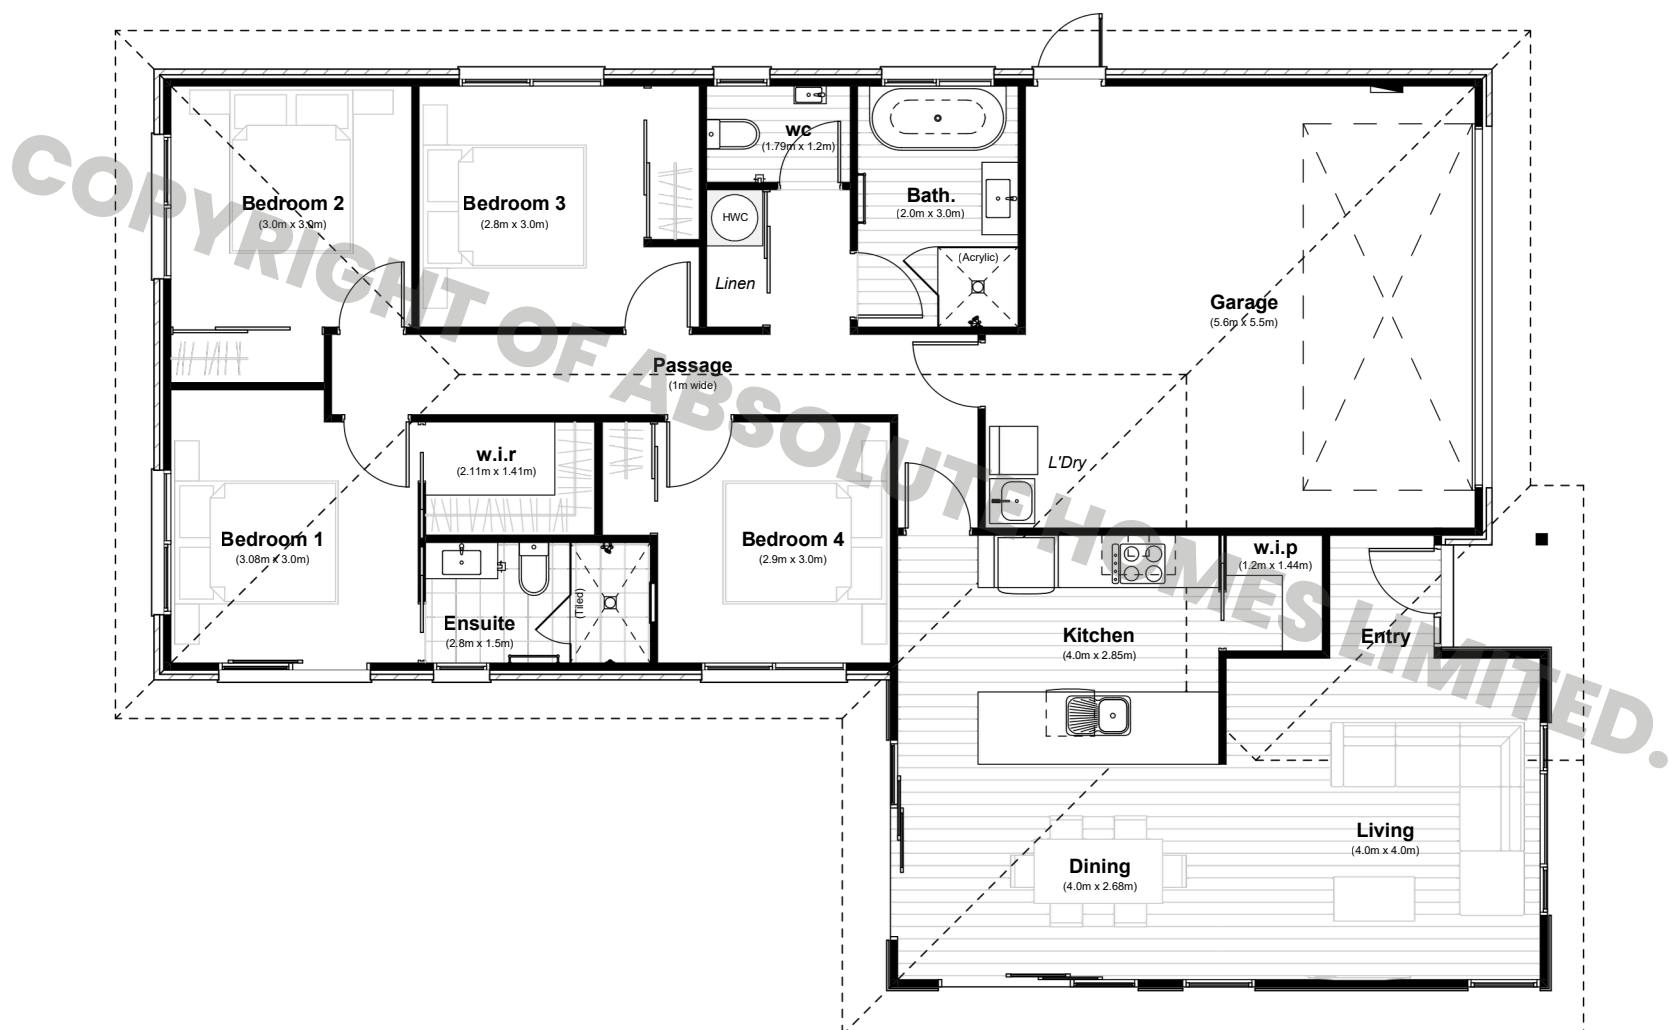 wc
(1.79m x 1.2m)
Bedroom 2
(3.0m x 3.0m)
Bedroom 3
(2.8m x 3.0m)
HWC
Linen
Bath.
(2.0m x 3.0m)
(Acrylic)
Garage
(5.6m x 5.5m)
Passage
(1m wide)
w.i.r
(2.11m x 1.41m)
L'Dry
Bedroom 1
(3.08m x 3.0m)
Bedroom 4
(2.9m x 3.0m)
w.i.p
(1.2m x 1.44m)
Ensuite
(2.8m x 1.5m)
(Tiled)
Kitchen
(4.0m x 2.85m)
Entry
Living
(4.0m x 4.0m)
Dining
(4.0m x 2.68m)
COPYRIGHT OF ABSOLUTE HOMES LIMITED.